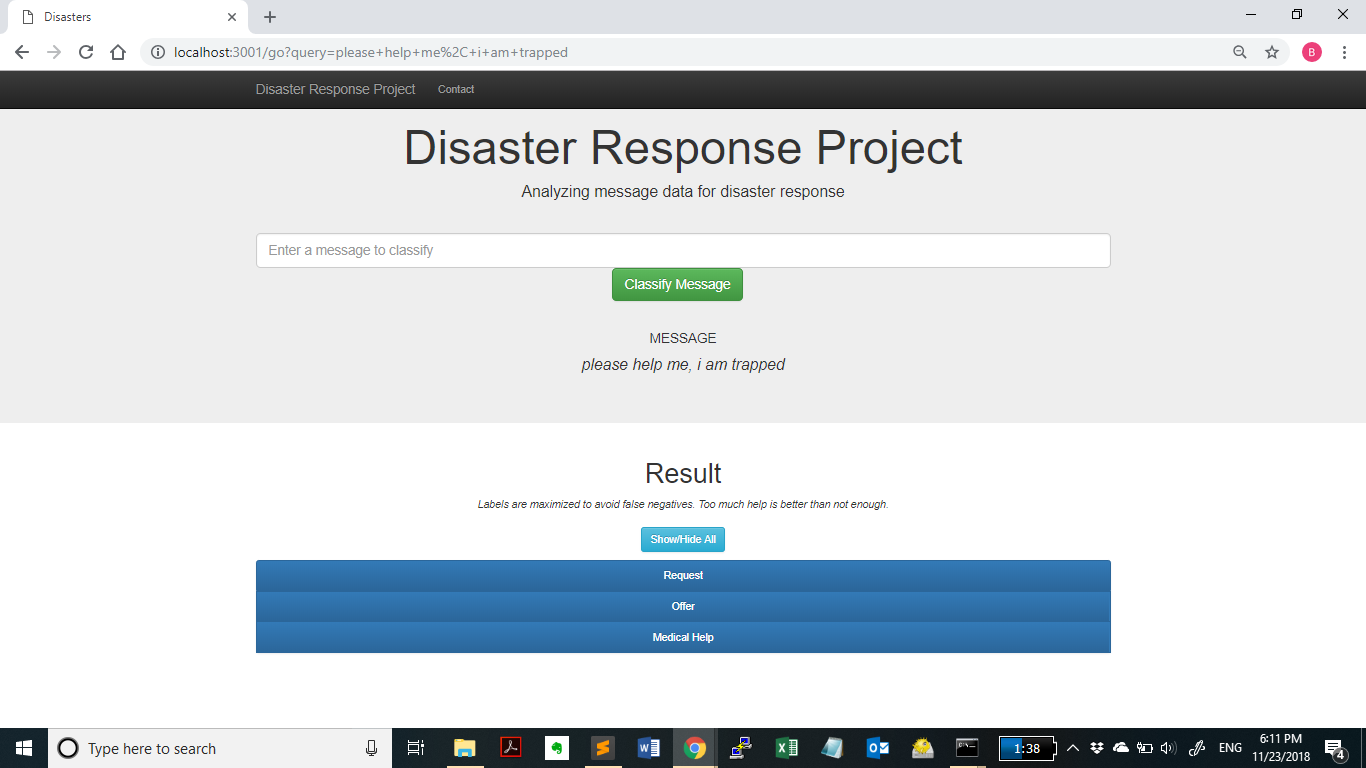 Disasters
localhost:3001/go?query=please+help+me%2C+i+am+trapped
B
Disaster Response Project
Contact
Disaster Response Project
Analyzing message data for disaster response
Enter a message to classify
Classify Message
MESSAGE
please help me, i am trapped
Result
Labels are maximized to avoid false negatives. Too much help is better than not enough.
Show/Hide All
Request
Offer
Medical Help
Type here to search
1:38
ENG
6:11 PM
11/23/2018
4